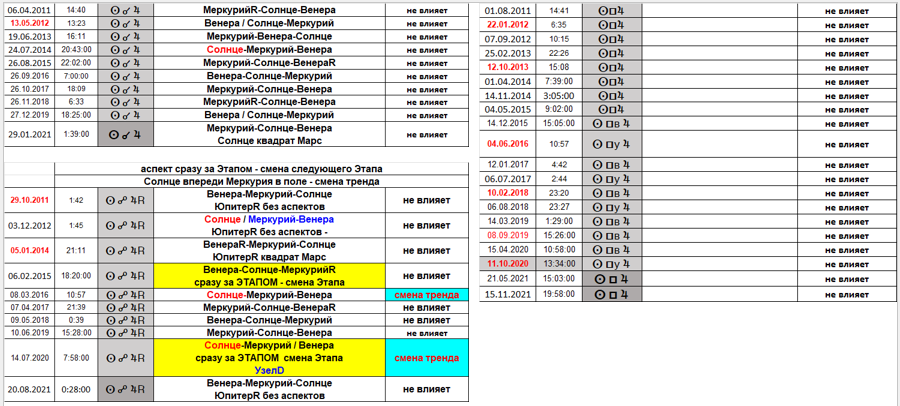 06.04.2011 14:40 ☉ ☌ ♃ МеркурийR-Солнце-Венера не влияет
13.05.2012 13:23 ☉ ☌ ♃ Венера / Солнце-Меркурий не влияет
19.06.2013 16:11 ☉ ☌ ♃ Меркурий-Венера-Солнце не влияет
24.07.2014 20:43:00 ☉ ☌ ♃ Солнце-Меркурий-Венера не влияет
26.08.2015 22:02:00 ☉ ☌ ♃ Меркурий-Солнце-ВенераR не влияет
26.09.2016 7:00:00 ☉ ☌ ♃ Венера-Солнце-Меркурий не влияет
26.10.2017 18:09 ☉ ☌ ♃ Меркурий-Солнце-Венера не влияет
26.11.2018 6:33 ☉ ☌ ♃ МеркурийR-Солнце-Венера не влияет
27.12.2019 18:25:00 ☉ ☌ ♃ Венера / Солнце-Меркурий не влияет
29.01.2021 1:39:00 ☉ ☌ ♃ Меркурий-Солнце-Венера не влияет
Солнце квадрат Марс
аспект сразу за Этапом - смена следующего Этапа
Солнце впереди Меркурия в поле - смена тренда
29.10.2011 1:42 ☉ ☍ ♃R Венера-Меркурий-Солнце не влияет
ЮпитерR без аспектов
03.12.2012 1:45 ☉ ☍ ♃R Солнце / Меркурий-Венера не влияет
ЮпитерR без аспектов -
05.01.2014 21:11 ☉ ☍ ♃R ВенераR-Меркурий-Солнце не влияет
ЮпитерR квадрат Марс
06.02.2015 18:20:00 ☉ ☍ ♃R Венера-Солнце-МеркурийR не влияет
сразу за ЭТАПОМ - смена Этапа
08.03.2016 10:57 ☉ ☍ ♃R Солнце-Меркурий-Венера смена тренда
07.04.2017 21:39 ☉ ☍ ♃R Меркурий-Солнце-ВенераR не влияет
09.05.2018 0:39 ☉ ☍ ♃R Венера-Солнце-Меркурий не влияет
10.06.2019 15:28:00 ☉ ☍ ♃R Меркурий-Солнце-Венера не влияет
14.07.2020 7:58:00 ☉ ☍ ♃R Солнце-Меркурий / Венера смена тренда
сразу за ЭТАПОМ смена Этапа
УзелD
20.08.2021 0:28:00 ☉ ☍ ♃R Венера-Меркурий-Солнце не влияет
ЮпитерR без аспектов
01.08.2011 14:41 ☉□♃ не влияет
22.01.2012 6:35 ☉□♃ не влияет
07.09.2012 10:15 ☉□♃ не влияет
25.02.2013 22:26 ☉□♃ не влияет
12.10.2013 15:08 ☉□♃ не влияет
01.04.2014 7:39:00 ☉□♃ не влияет
14.11.2014 3:05:00 ☉□♃ не влияет
04.05.2015 9:02:00 ☉□♃ не влияет
14.12.2015 15:05:00 ☉ □в ♃ не влияет
04.06.2016 10:57 ☉ □у ♃ не влияет
12.01.2017 4:42 ☉ □в ♃ не влияет
06.07.2017 2:44 ☉ □у ♃ не влияет
10.02.2018 23:20 ☉ □в ♃ не влияет
06.08.2018 23:27 ☉ □у ♃ не влияет
14.03.2019 1:29:00 ☉ □в ♃ не влияет
08.09.2019 15:26:00 ☉ □в ♃ не влияет
15.04.2020 10:58:00 ☉ □в ♃ не влияет
11.10.2020 13:34:00 ☉ □у ♃ не влияет
21.05.2021 15:03:00 ☉ □ ♃ не влияет
15.11.2021 19:58:00 ☉ □ ♃ не влияет